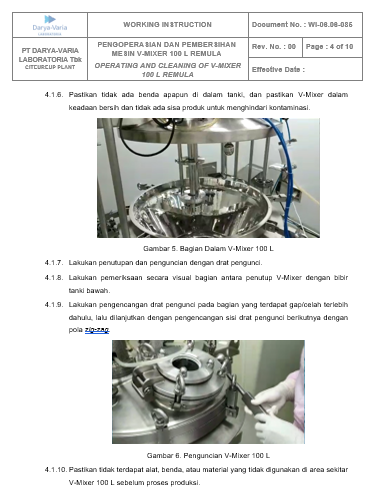 Darya-Varia
LABORATORIA
PT DARYA-VARIA
LABORATORIA Tbk
CITEUREUP PLANT
WORKING INSTRUCTION
PENGOPERASIAN DAN PEMBERSIHAN
MESIN V-MIXER 100 L REMULA
OPERATING AND CLEANING OF V-MIXER
100 L REMULA
Document No. : WI-06.06-086
Rev. No. : 00 Page : 4 of 10
Effective Date :
4.1.6. Pastikan tidak ada benda apapun di dalam tanki, dan pastikan V-Mixer dalam
keadaan bersih dan tidak ada sisa produk untuk menghindari kontaminasi.
Gambar 5. Bagian Dalam V-Mixer 100 L
4.1.7. Lakukan penutupan dan penguncian dengan drat pengunci.
4.1.8. Lakukan pemeriksaan secara visual bagian antara penutup V-Mixer dengan bibir
tanki bawah.
4.1.9. Lakukan pengencangan drat pengunci pada bagian yang terdapat gap/celah terlebih
dahulu, lalu dilanjutkan dengan pengencangan sisi drat pengunci berikutnya dengan
pola zig-zag.
Gambar 6. Penguncian V-Mixer 100 L
4.1.10. Pastikan tidak terdapat alat, benda, atau material yang tidak digunakan di area sekitar
V-Mixer 100 L sebelum proses produksi.